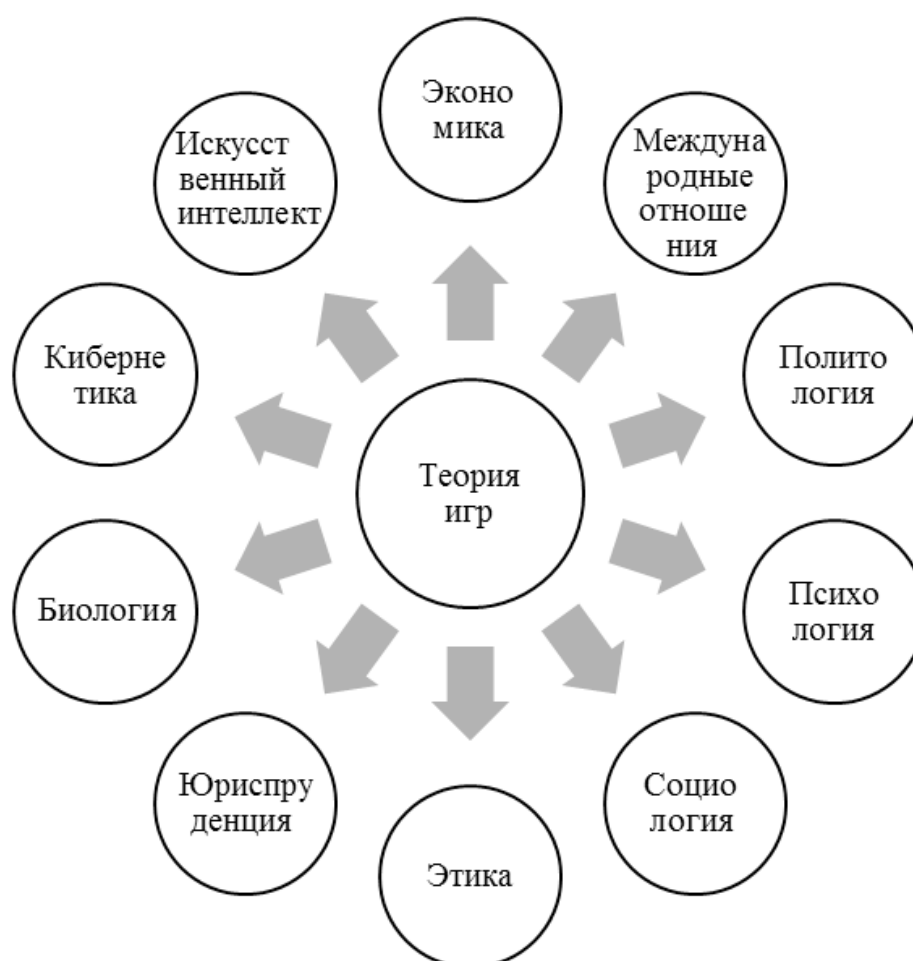 Эконо
мика
Междуна
родные
отноше
ния
Полито
логия
Психо
логия
Социо
логия
Этика
Юриспру
денция
Биология
Киберне
тика
Искусст
венный
интеллект
Теория
игр